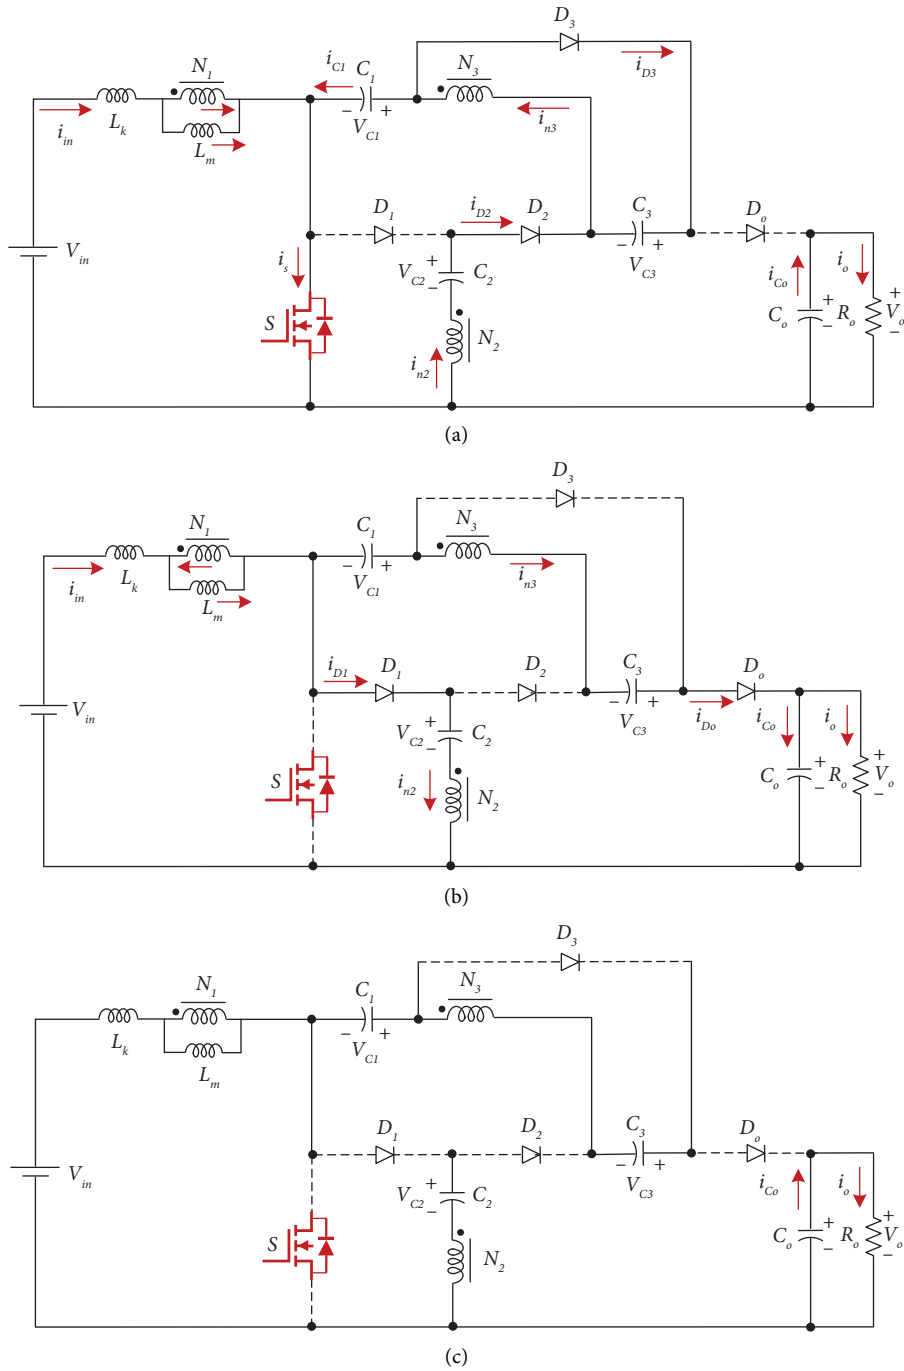 D3
iC1 C1 N3 iD3
N1
− + 
iin Lk VC1 in3
Lm
D1 iD2 D2 C3 Do
− +
Vin is VC2 + − C2 VC3 iCo io
S N2 Co + − Ro + Vo −
in2
(a)
D3
N1 C1 N3
− +
iin Lk VC1 in3
Lm
iD1 D1 D2 C3 Do
− +
Vin VC2 + − C2 VC3 iDo iCo io
S in2 N2 Co + − Ro + Vo −
(b)
D3
N1 C1 N3
− +
Lk VC1
Lm
D1 D2 C3 Do
− +
Vin VC2 + − C2 VC3 iCo io
S N2 Co + − Ro + Vo −
(c)